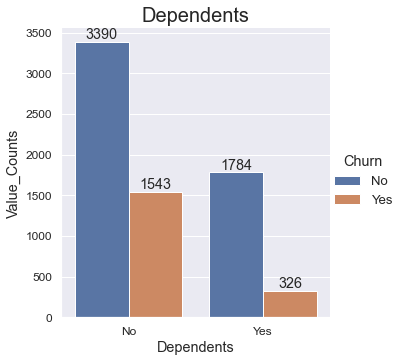 Dependents
3500
3000
2500
2000
1500
1000
500
0
Value_Counts
3390
1543
1784
326
No
Yes
Dependents
Churn
No
Yes